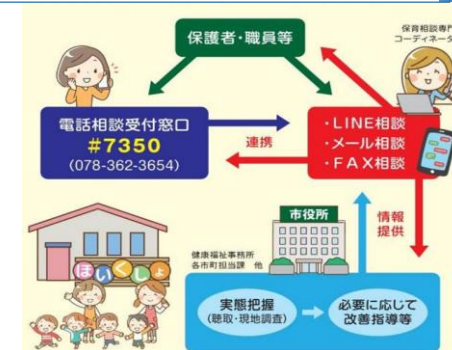 保護者・職員等
保育相談専門
コーディネータ
電話相談受付窓口
#7350
(078-362-3654)
連携
・LINE相談
・メール相談
・FAX相談
市役所
情報
提供
健康福祉事務所
各市町担当課 他
ほいくしょ
実態把握
(聴取・現地調査)
必要に応じて
改善指導等